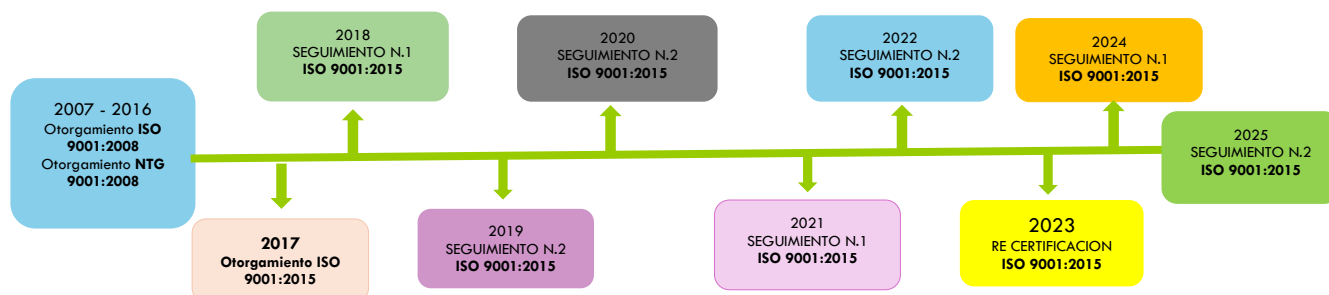 2007 - 2016
Otorgamiento ISO
9001:2008
Otorgamiento NTG
9001:2008
2017
Otorgamiento ISO
9001:2015
2018
SEGUIMIENTO N.1
ISO 9001:2015
2019
SEGUIMIENTO N.2
ISO 9001:2015
2020
SEGUIMIENTO N.2
ISO 9001:2015
2021
SEGUIMIENTO N.1
ISO 9001:2015
2022
SEGUIMIENTO N.2
ISO 9001:2015
2023
RE CERTIFICACION
ISO 9001:2015
2024
SEGUIMIENTO N.1
ISO 9001:2015
2025
SEGUIMIENTO N.2
ISO 9001:2015